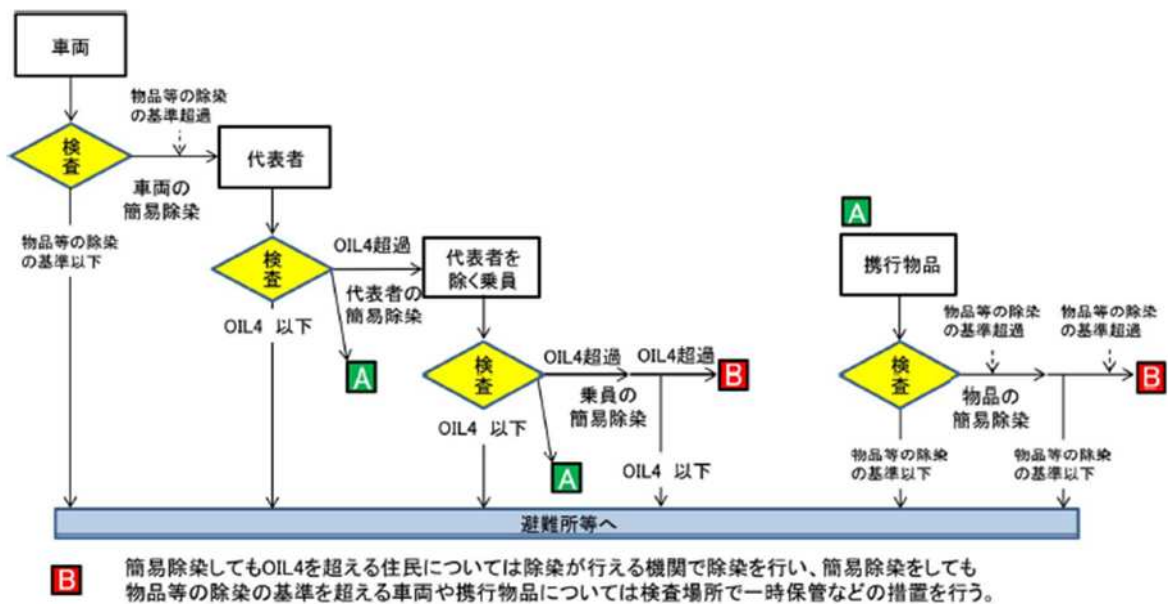 車両
物品等の除染
の基準超過
検査
車両の
簡易除染
物品等の除染
の基準以下
代表者
検査
OIL4超過
代表者の
簡易除染
OIL4 以下
A
代表者を
除く乗員
検査
OIL4超過
OIL4超過
乗員の
簡易除染
B
OIL4 以下
A
OIL4 以下
A
携行物品
検査
物品等の除染
の基準超過
物品等の除染
の基準超過
物品の
簡易除染
B
物品等の除染
の基準以下
物品等の除染
の基準以下
避難所等へ
B
簡易除染してもOIL4を超える住民については除染が行える機関で除染を行い、簡易除染をしても
物品等の除染の基準を超える車両や携行物品については検査場所で一時保管などの措置を行う。